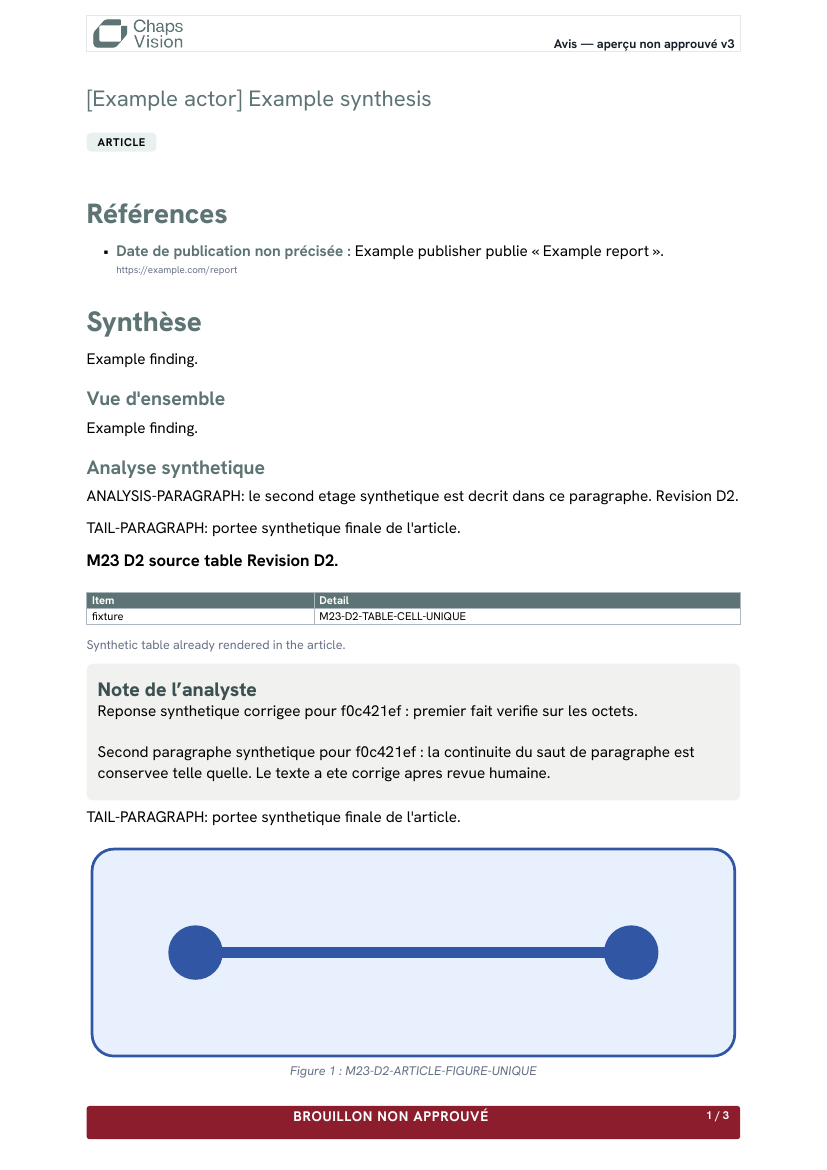 Chaps
Vision
Avis — aperçu non approuvé v3
[Example actor] Example synthesis
ARTICLE
Références
▪ Date de publication non précisée : Example publisher publie « Example report ».
https://example.com/report
Synthèse
Example finding.
Vue d'ensemble
Example finding.
Analyse synthetique
ANALYSIS-PARAGRAPH: le second etage synthetique est decrit dans ce paragraphe. Revision D2.
TAIL-PARAGRAPH: portee synthetique finale de l'article.
M23 D2 source table Revision D2.
Item Detail
fixture M23-D2-TABLE-CELL-UNIQUE
Synthetic table already rendered in the article.
Note de l’analyste
Reponse synthetique corrigee pour f0c421ef : premier fait verifie sur les octets.
Second paragraphe synthetique pour f0c421ef : la continuite du saut de paragraphe est
conservee telle quelle. Le texte a ete corrige apres revue humaine.
TAIL-PARAGRAPH: portee synthetique finale de l'article.
Figure 1 : M23-D2-ARTICLE-FIGURE-UNIQUE
BROUILLON NON APPROUVÉ
1 / 3